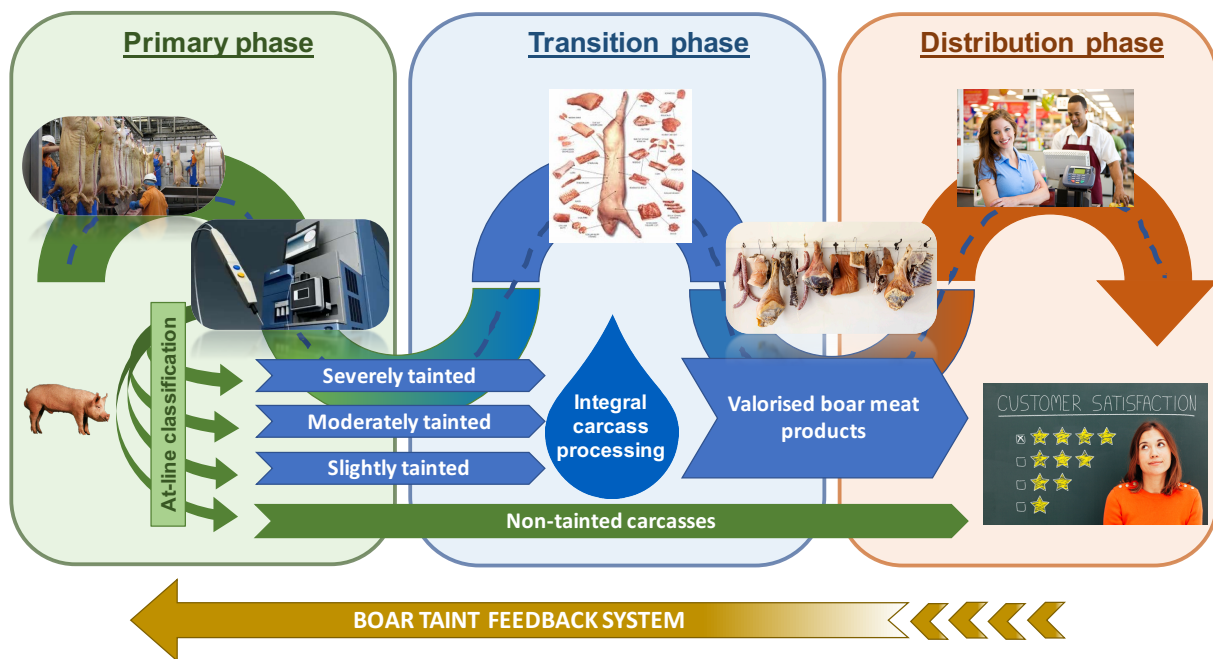 Primary phase
Transition phase
Distribution phase
At-line classification
Severely tainted
Moderately tainted
Slightly tainted
Non-tainted carcasses
Integral
carcass
processing
Valorised boar meat
products
CUSTOMER SATISFACTION
BOAR TAINT FEEDBACK SYSTEM